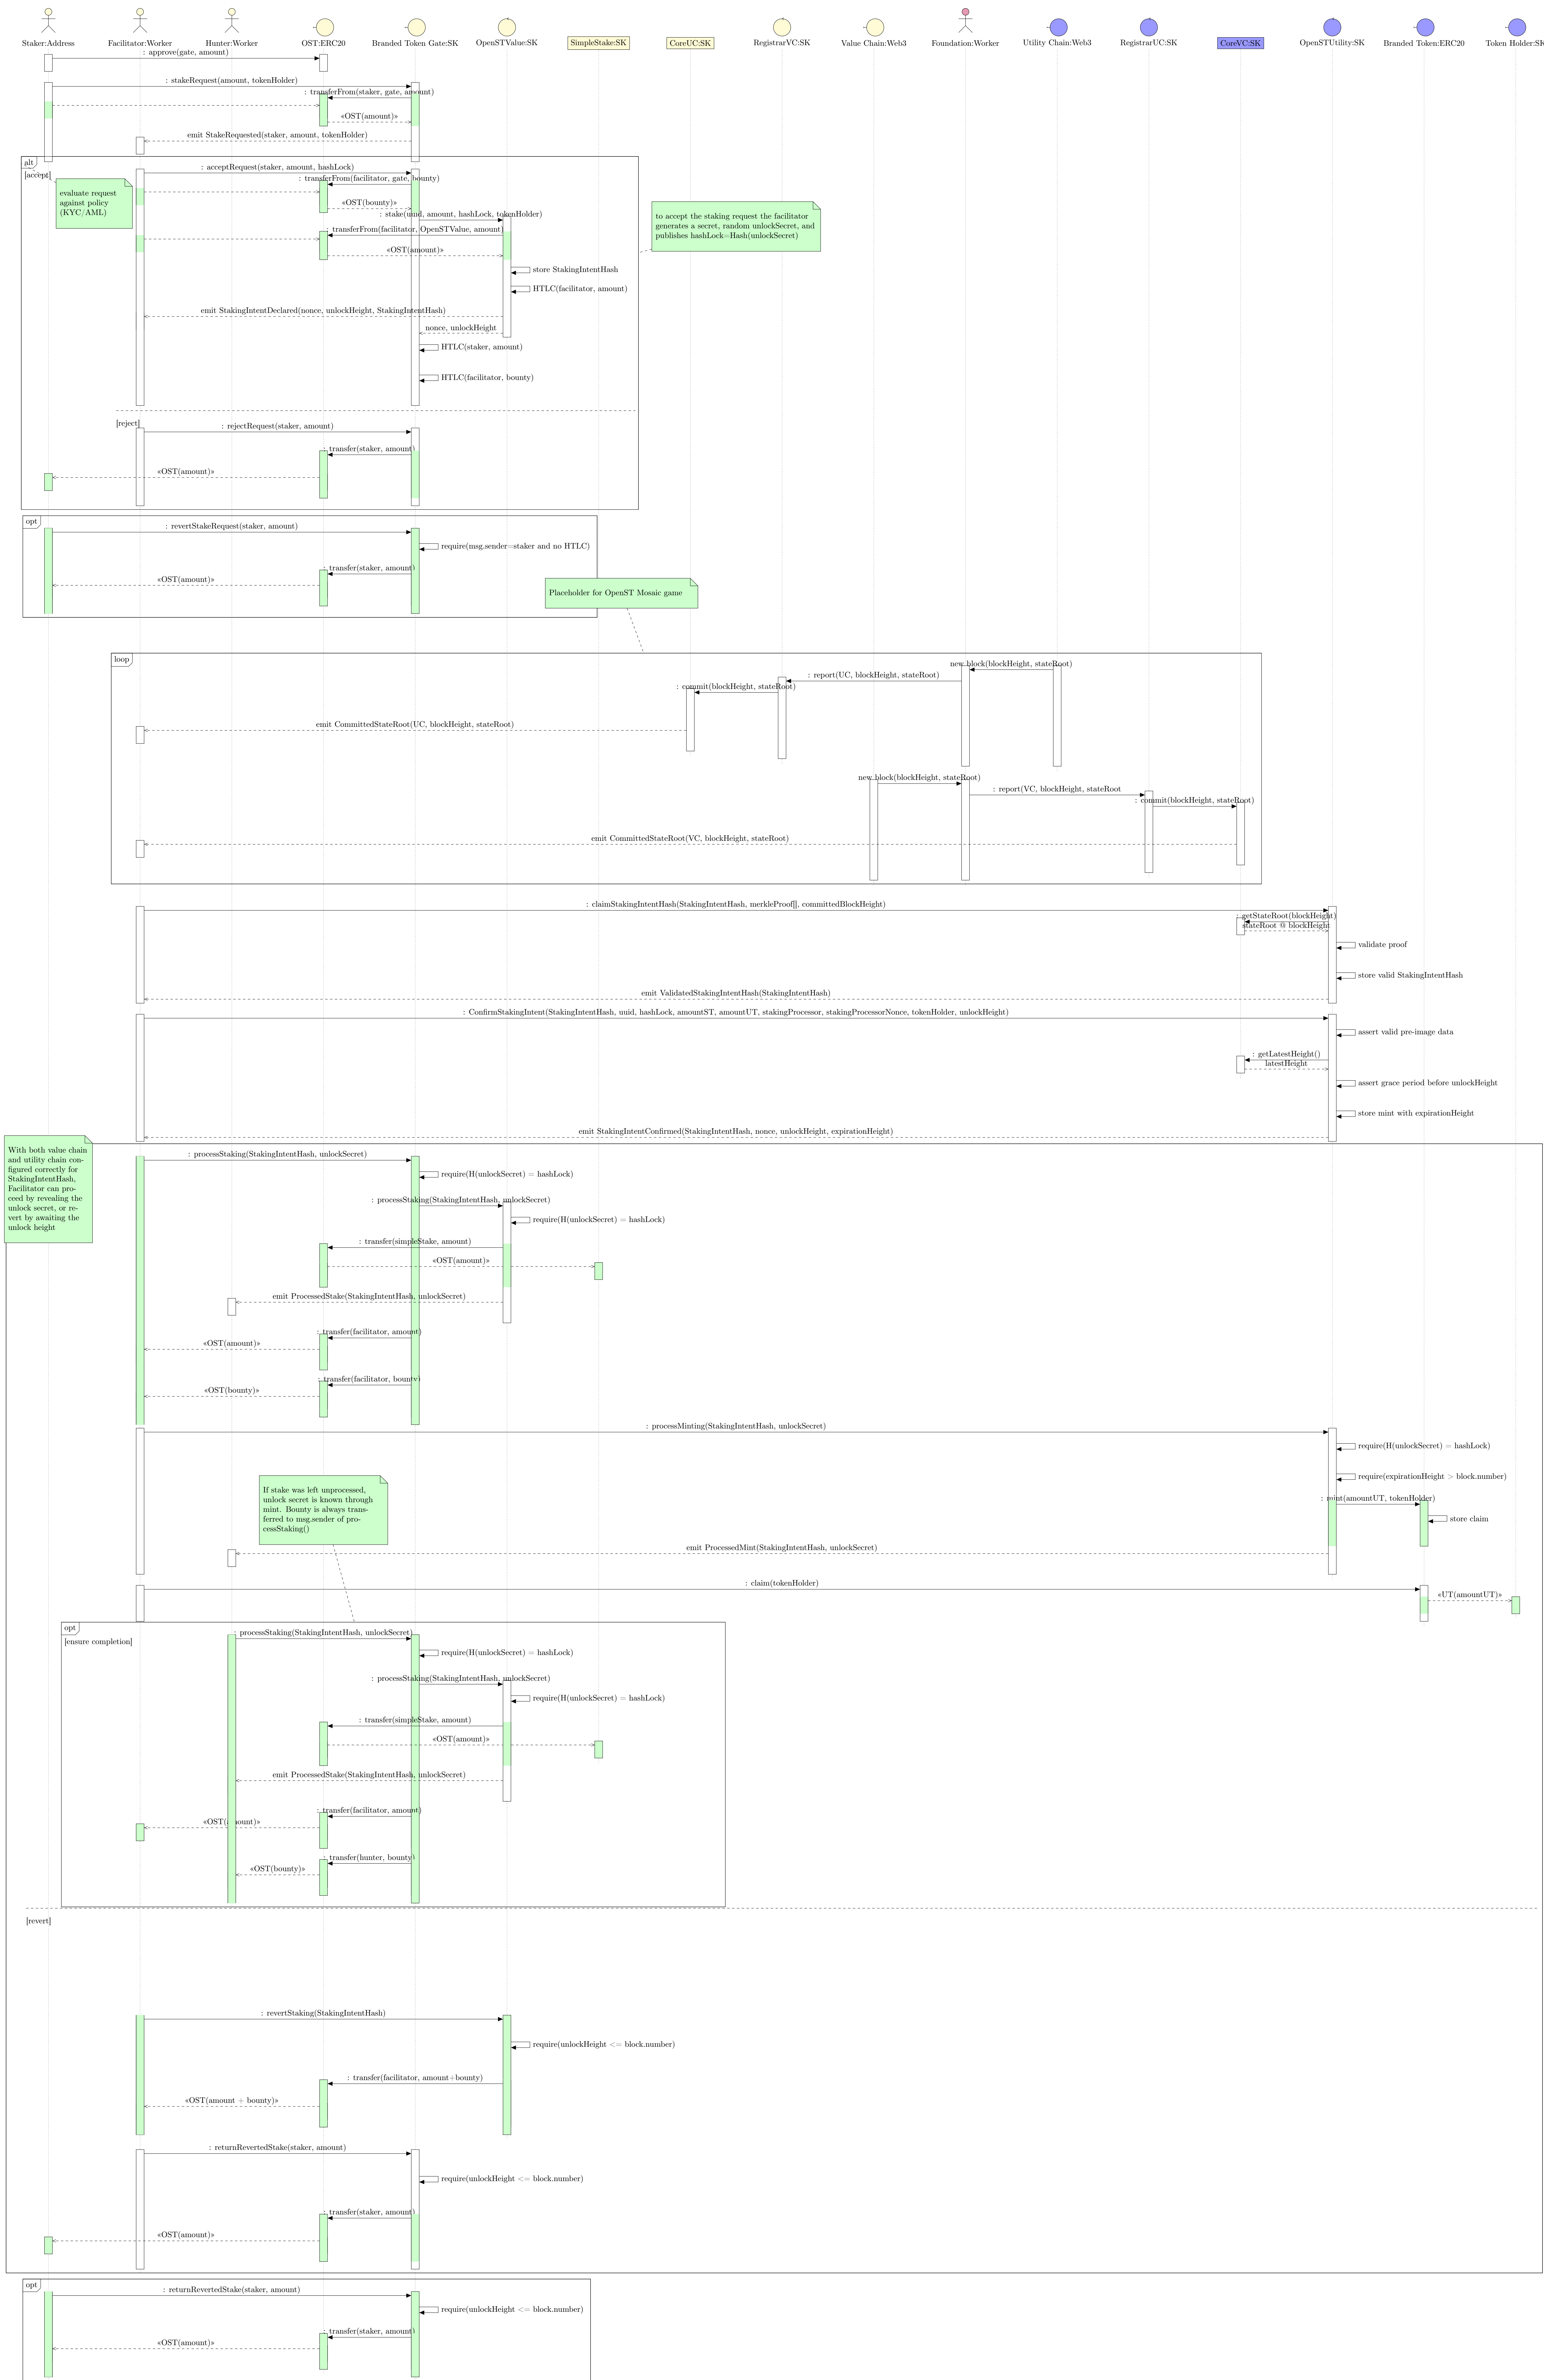 Staker:Address
Facilitator:Worker
Hunter:Worker
OST:ERC20
Branded Token Gate:SK
OpenSTValue:SK
SimpleStake:SK
CoreUC:SK
RegistrarVC:SK
Value Chain:Web3
Foundation:Worker
Utility Chain:Web3
RegistrarUC:SK
CoreVC:SK
OpenSTUtility:SK
Branded Token:ERC20
Token Holder:SK
: approve(gate, amount)
: stakeRequest(amount, tokenHolder)
: transferFrom(staker, gate, amount)
«OST(amount)»
emit StakeRequested(staker, amount, tokenHolder)
alt
[accept]
: acceptRequest(staker, amount, hashLock)
: transferFrom(facilitator, gate, bounty)
evaluate request
against policy
(KYC/AML)
«OST(bounty)»
: stake(uuid, amount, hashLock, tokenHolder)
to accept the staking request the facilitator
generates a secret, random unlockSecret, and
publishes hashLock=Hash(unlockSecret)
: transferFrom(facilitator, OpenSTValue, amount)
«OST(amount)»
store StakingIntentHash
HTLC(facilitator, amount)
emit StakingIntentDeclared(nonce, unlockHeight, StakingIntentHash)
nonce, unlockHeight
HTLC(staker, amount)
HTLC(facilitator, bounty)
[reject]
: rejectRequest(staker, amount)
: transfer(staker, amount)
«OST(amount)»
opt
: revertStakeRequest(staker, amount)
require(msg.sender=staker and no HTLC)
: transfer(staker, amount)
«OST(amount)»
Placeholder for OpenST Mosaic game
loop
new block(blockHeight, stateRoot)
: report(UC, blockHeight, stateRoot)
: commit(blockHeight, stateRoot)
emit CommittedStateRoot(UC, blockHeight, stateRoot)
new block(blockHeight, stateRoot)
: report(VC, blockHeight, stateRoot
: commit(blockHeight, stateRoot)
emit CommittedStateRoot(VC, blockHeight, stateRoot)
: claimStakingIntentHash(StakingIntentHash, merkleProof[], committedBlockHeight)
: getStateRoot(blockHeight)
stateRoot @ blockHeight
validate proof
store valid StakingIntentHash
emit ValidatedStakingIntentHash(StakingIntentHash)
: ConfirmStakingIntent(StakingIntentHash, uuid, hashLock, amountST, amountUT, stakingProcessor, stakingProcessorNonce, tokenHolder, unlockHeight)
assert valid pre-image data
: getLatestHeight()
latestHeight
assert grace period before unlockHeight
store mint with expirationHeight
emit StakingIntentConfirmed(StakingIntentHash, nonce, unlockHeight, expirationHeight)
With both value chain
and utility chain con-
figured correctly for
StakingIntentHash,
Facilitator can pro-
ceed by revealing the
unlock secret, or re-
vert by awaiting the
unlock height
: processStaking(StakingIntentHash, unlockSecret)
require(H(unlockSecret) = hashLock)
: processStaking(StakingIntentHash, unlockSecret)
require(H(unlockSecret) = hashLock)
: transfer(simpleStake, amount)
«OST(amount)»
emit ProcessedStake(StakingIntentHash, unlockSecret)
: transfer(facilitator, amount)
«OST(amount)»
: transfer(facilitator, bounty)
«OST(bounty)»
: processMinting(StakingIntentHash, unlockSecret)
require(H(unlockSecret) = hashLock)
require(expirationHeight > block.number)
If stake was left unprocessed,
unlock secret is known through
mint. Bounty is always trans-
ferred to msg.sender of pro-
cessStaking()
: mint(amountUT, tokenHolder)
store claim
emit ProcessedMint(StakingIntentHash, unlockSecret)
: claim(tokenHolder)
«UT(amountUT)»
opt
[ensure completion]
: processStaking(StakingIntentHash, unlockSecret)
require(H(unlockSecret) = hashLock)
: processStaking(StakingIntentHash, unlockSecret)
require(H(unlockSecret) = hashLock)
: transfer(simpleStake, amount)
«OST(amount)»
emit ProcessedStake(StakingIntentHash, unlockSecret)
: transfer(facilitator, amount)
«OST(amount)»
: transfer(hunter, bounty)
«OST(bounty)»
[revert]
: revertStaking(StakingIntentHash)
require(unlockHeight <= block.number)
: transfer(facilitator, amount+bounty)
«OST(amount + bounty)»
: returnRevertedStake(staker, amount)
require(unlockHeight <= block.number)
: transfer(staker, amount)
«OST(amount)»
opt
: returnRevertedStake(staker, amount)
require(unlockHeight <= block.number)
: transfer(staker, amount)
«OST(amount)»